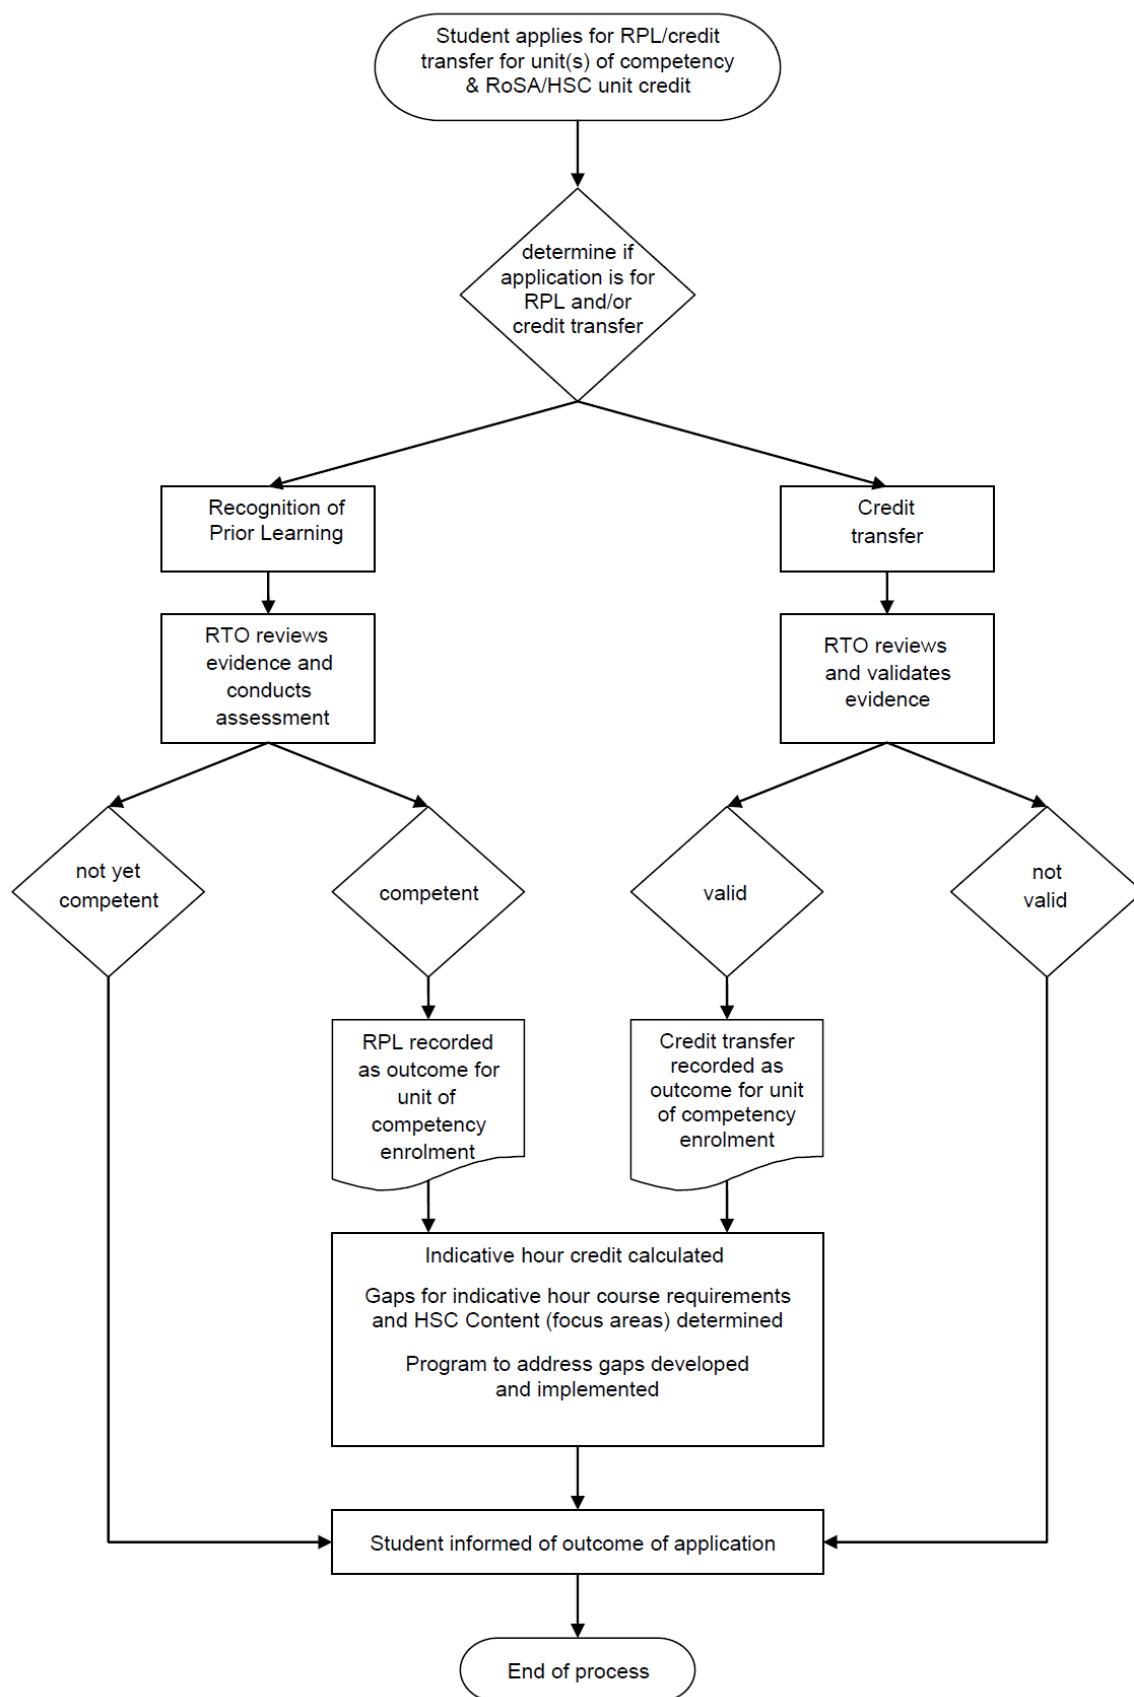 Student applies for RPL/credit
transfer for unit(s) of competency
& RoSA/HSC unit credit
determine if
application is for
RPL and/or
credit transfer
Recognition of
Prior Learning
Credit
transfer
RTO reviews
evidence and
conducts
assessment
RTO reviews
and validates
evidence
not yet
competent
competent
valid
not
valid
RPL recorded
as outcome for
unit of
competency
enrolment
Credit transfer
recorded as
outcome for unit
of competency
enrolment
Indicative hour credit calculated
Gaps for indicative hour course requirements
and HSC Content (focus areas) determined
Program to address gaps developed
and implemented
Student informed of outcome of application
End of process